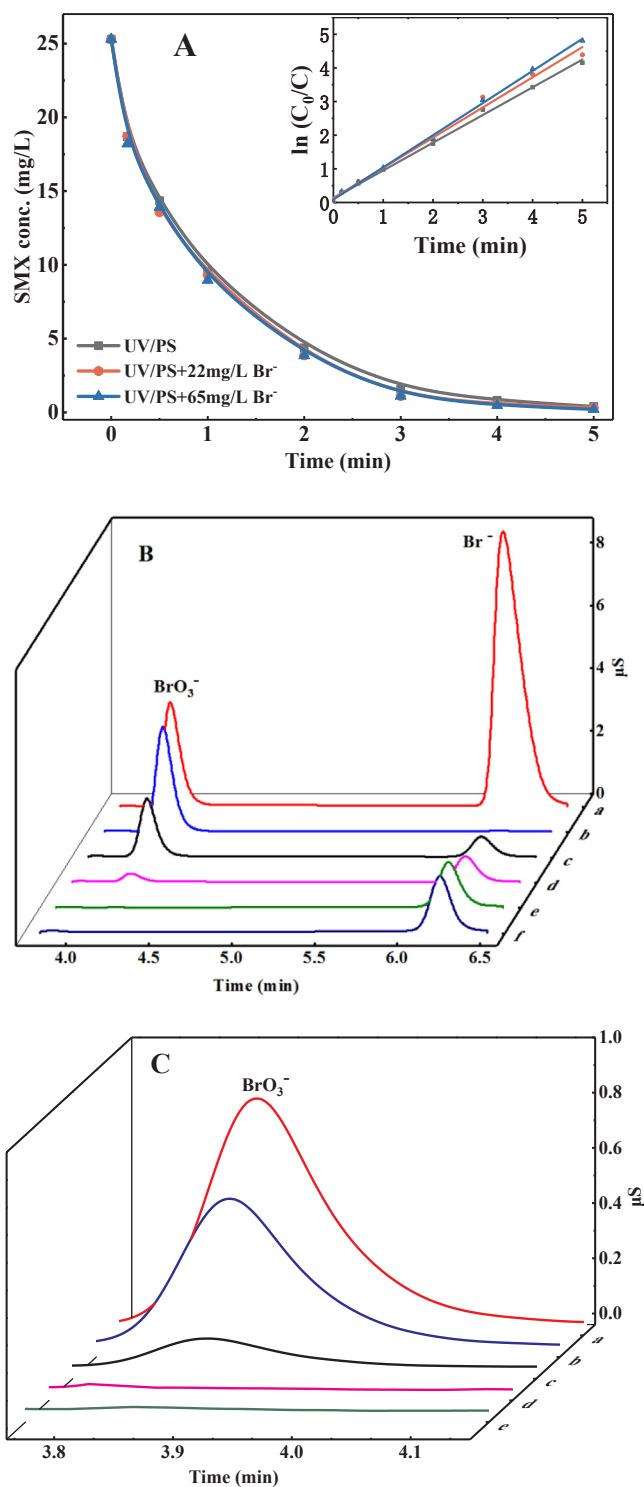 A
SMX conc. (mg/L)
25
20
15
10
5
0
0 1 2 3 4 5
Time (min)
UV/PS
UV/PS+22mg/L Br⁻
UV/PS+65mg/L Br⁻
ln (C₀/C)
5
4
3
2
1
0
0 1 2 3 4 5
Time (min)
B
BrO₃⁻
Br⁻
8
6
4
2
0
µS
a
b
c
d
e
f
4.0 4.5 5.0 5.5 6.0 6.5
Time (min)
C
BrO₃⁻
1.0
0.8
0.6
0.4
0.2
0.0
µS
a
b
c
d
e
3.8 3.9 4.0 4.1
Time (min)